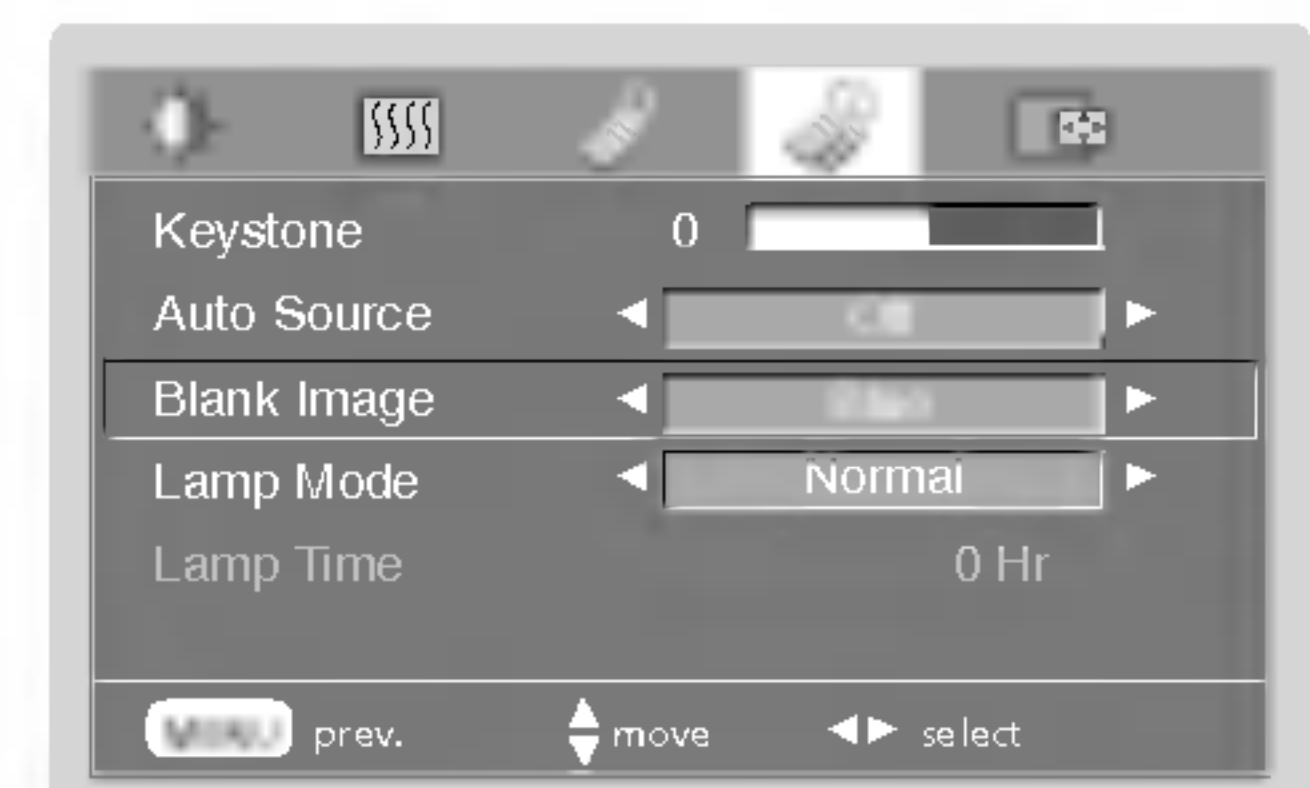 Keystone 0
Auto Source
Blank Image
Lamp Mode Normal
Lamp Time 0 Hr
prev. move select